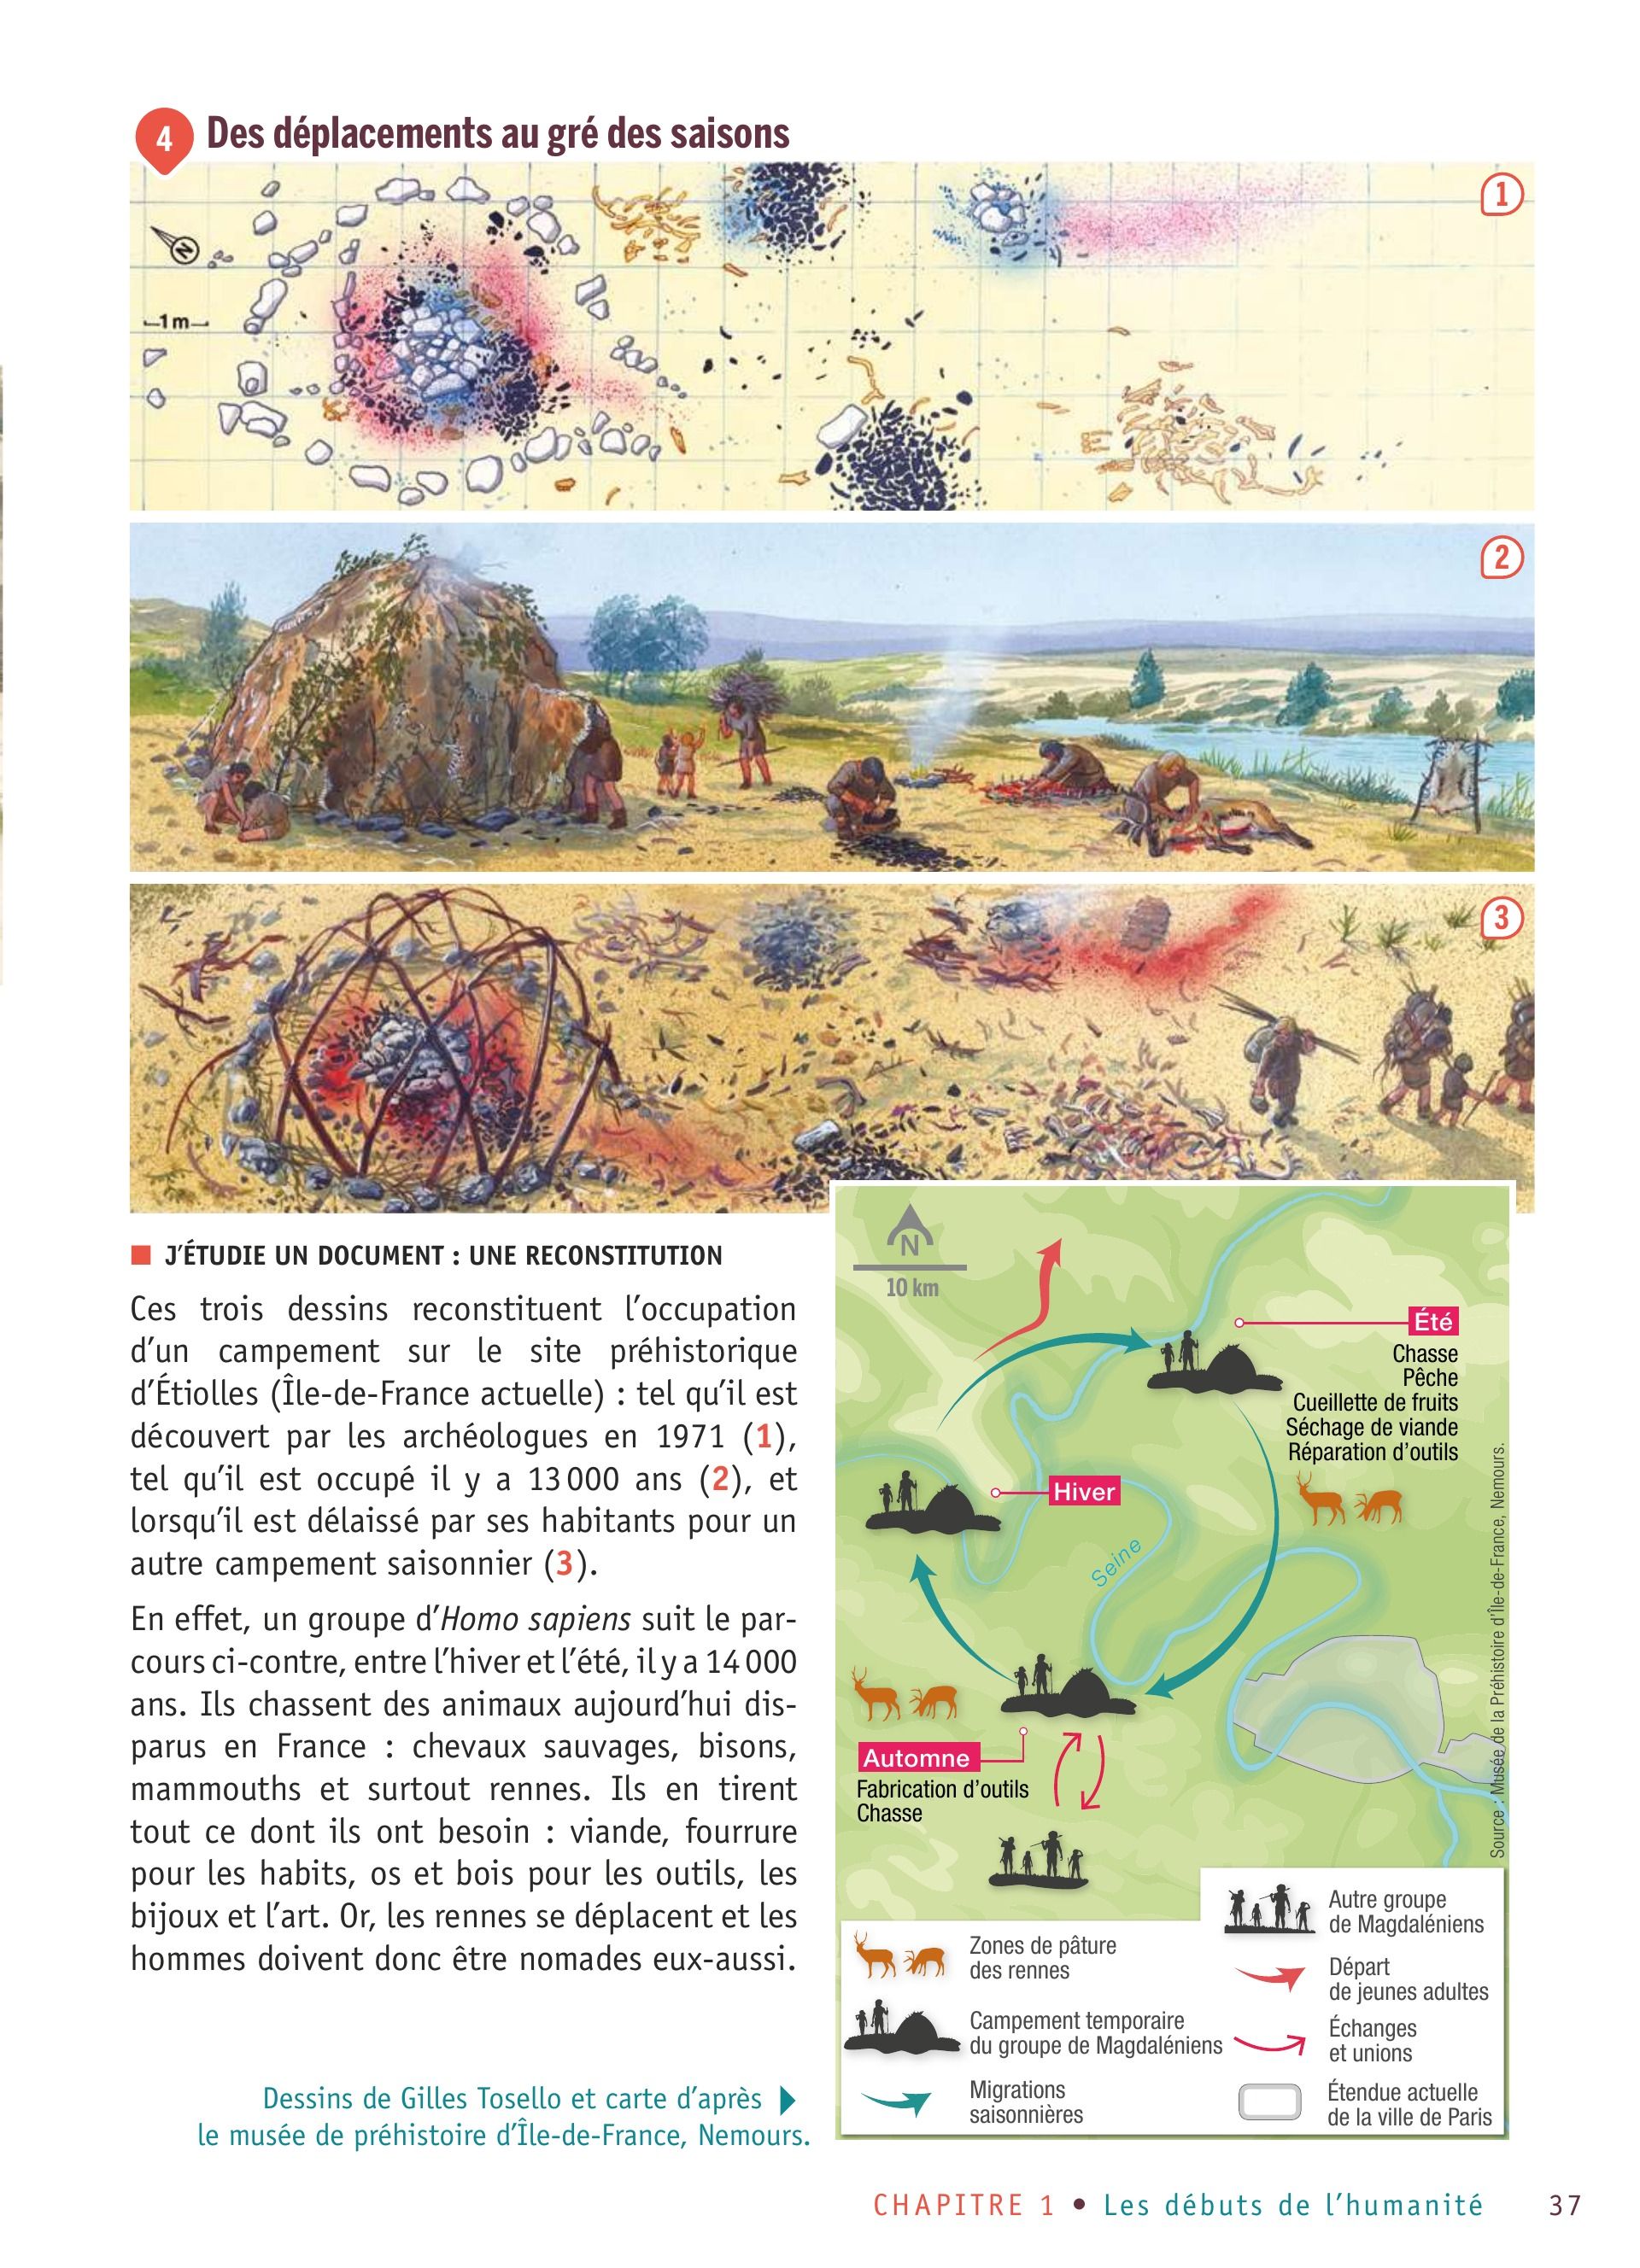 4 Des déplacements au gré des saisons
1
N
1 m
2
3
J'ÉTUDIE UN DOCUMENT : UNE RECONSTITUTION
Ces trois dessins reconstituent l'occupation
d'un campement sur le site préhistorique
d'Étiolles (Île-de-France actuelle) : tel qu'il est
découvert par les archéologues en 1971 (1),
tel qu'il est occupé il y a 13 000 ans (2), et
lorsqu'il est délaissé par ses habitants pour un
autre campement saisonnier (3).
En effet, un groupe d'Homo sapiens suit le par-
cours ci-contre, entre l'hiver et l'été, il y a 14 000
ans. Ils chassent des animaux aujourd'hui dis-
parus en France : chevaux sauvages, bisons,
mammouths et surtout rennes. Ils en tirent
tout ce dont ils ont besoin : viande, fourrure
pour les habits, os et bois pour les outils, les
bijoux et l'art. Or, les rennes se déplacent et les
hommes doivent donc être nomades eux-aussi.
Dessins de Gilles Tosello et carte d'après
le musée de préhistoire d'Île-de-France, Nemours.
N
10 km
Été
Chasse
Pêche
Cueillette de fruits
Séchage de viande
Réparation d'outils
Hiver
Seine
Automne
Fabrication d'outils
Chasse
Source : Musée de la Préhistoire d'Île-de-France, Nemours.
Zones de pâture
des rennes
Campement temporaire
du groupe de Magdaléniens
Migrations
saisonnières
Autre groupe
de Magdaléniens
Départ
de jeunes adultes
Échanges
et unions
Étendue actuelle
de la ville de Paris
CHAPITRE 1 • Les débuts de l'humanité 37